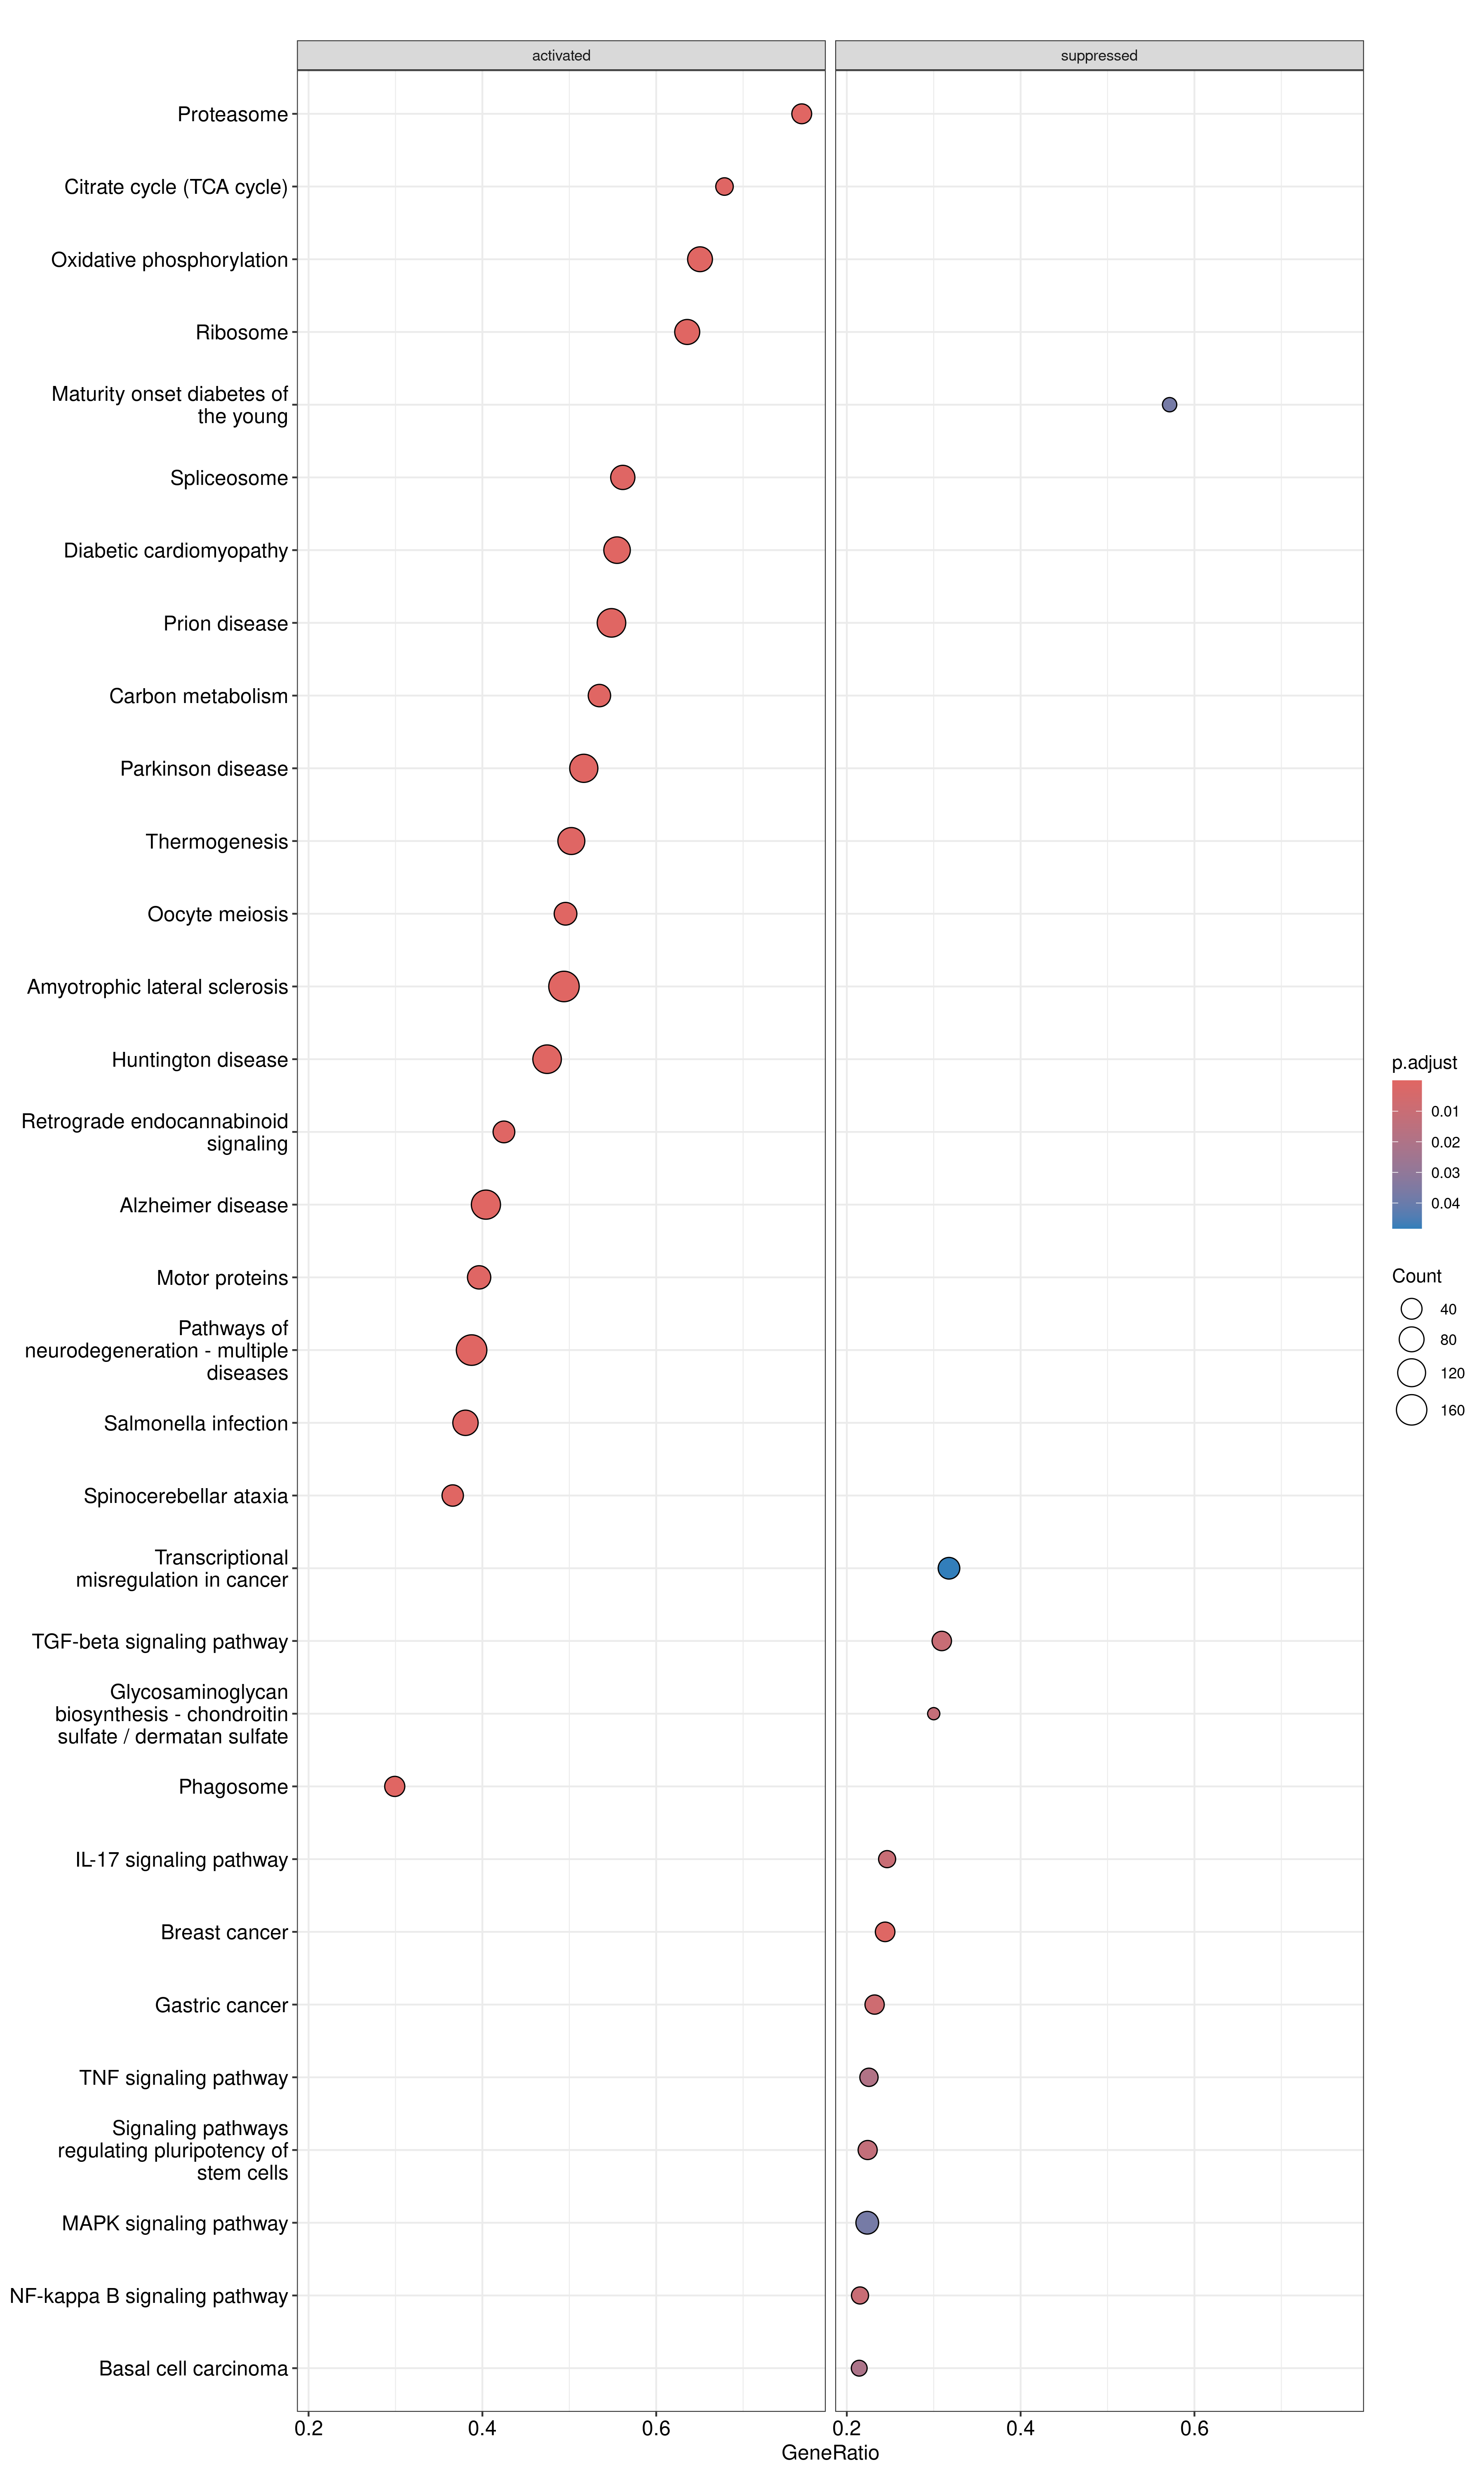 activated
suppressed
Proteasome
Citrate cycle (TCA cycle)
Oxidative phosphorylation
Ribosome
Maturity onset diabetes of
the young
Spliceosome
Diabetic cardiomyopathy
Prion disease
Carbon metabolism
Parkinson disease
Thermogenesis
Oocyte meiosis
Amyotrophic lateral sclerosis
Huntington disease
Retrograde endocannabinoid
signaling
Alzheimer disease
Motor proteins
Pathways of
neurodegeneration - multiple
diseases
Salmonella infection
Spinocerebellar ataxia
Transcriptional
misregulation in cancer
TGF-beta signaling pathway
Glycosaminoglycan
biosynthesis - chondroitin
sulfate / dermatan sulfate
Phagosome
IL-17 signaling pathway
Breast cancer
Gastric cancer
TNF signaling pathway
Signaling pathways
regulating pluripotency of
stem cells
MAPK signaling pathway
NF-kappa B signaling pathway
Basal cell carcinoma
0.2 0.4 0.6
0.2 0.4 0.6
GeneRatio
p.adjust
0.01
0.02
0.03
0.04
Count
40
80
120
160